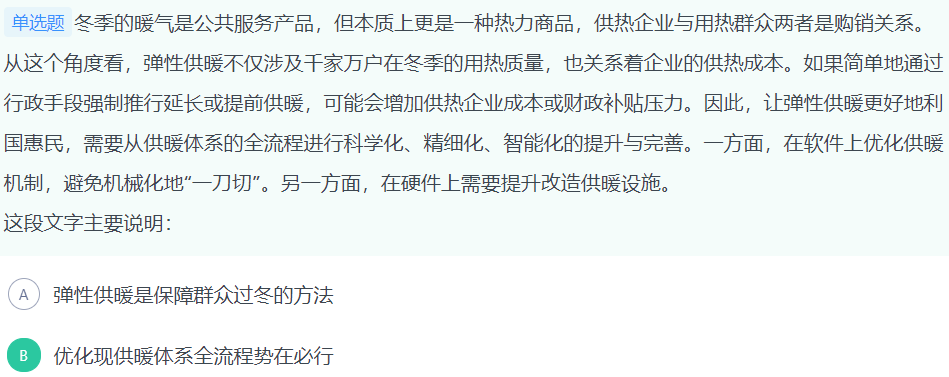 单选题 冬季的暖气是公共服务产品，但本质上更是一种热力商品，供热企业与用热群众两者是购销关系。
从这个角度看，弹性供暖不仅涉及千家万户在冬季的用热质量，也关系着企业的供热成本。如果简单地通过
行政手段强制推行延长或提前供暖，可能会增加供热企业成本或财政补贴压力。因此，让弹性供暖更好地利
国惠民，需要从供暖体系的全流程进行科学化、精细化、智能化的提升与完善。一方面，在软件上优化供暖
机制，避免机械化地“一刀切”。另一方面，在硬件上需要提升改造供暖设施。
这段文字主要说明：
A 弹性供暖是保障群众过冬的方法
B 优化现供暖体系全流程势在必行